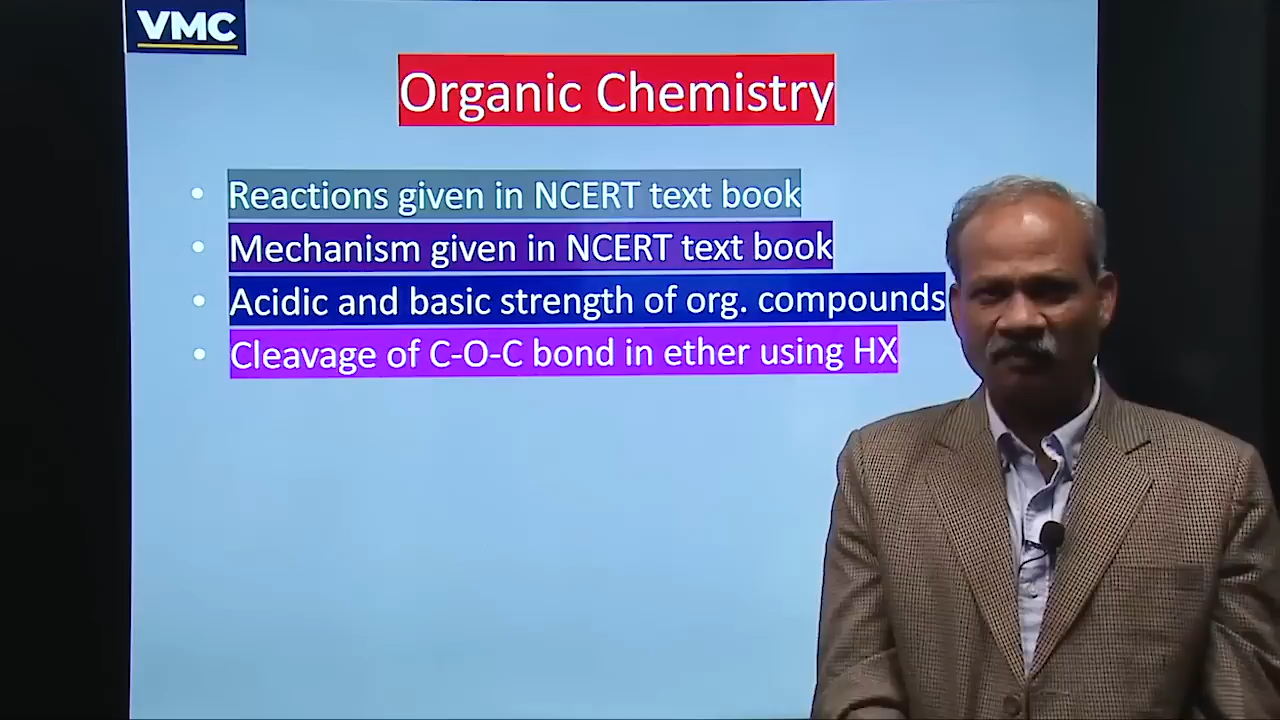 VMC
Organic Chemistry
• Reactions given in NCERT text book
• Mechanism given in NCERT text book
• Acidic and basic strength of org. compounds
• Cleavage of C-O-C bond in ether using HX